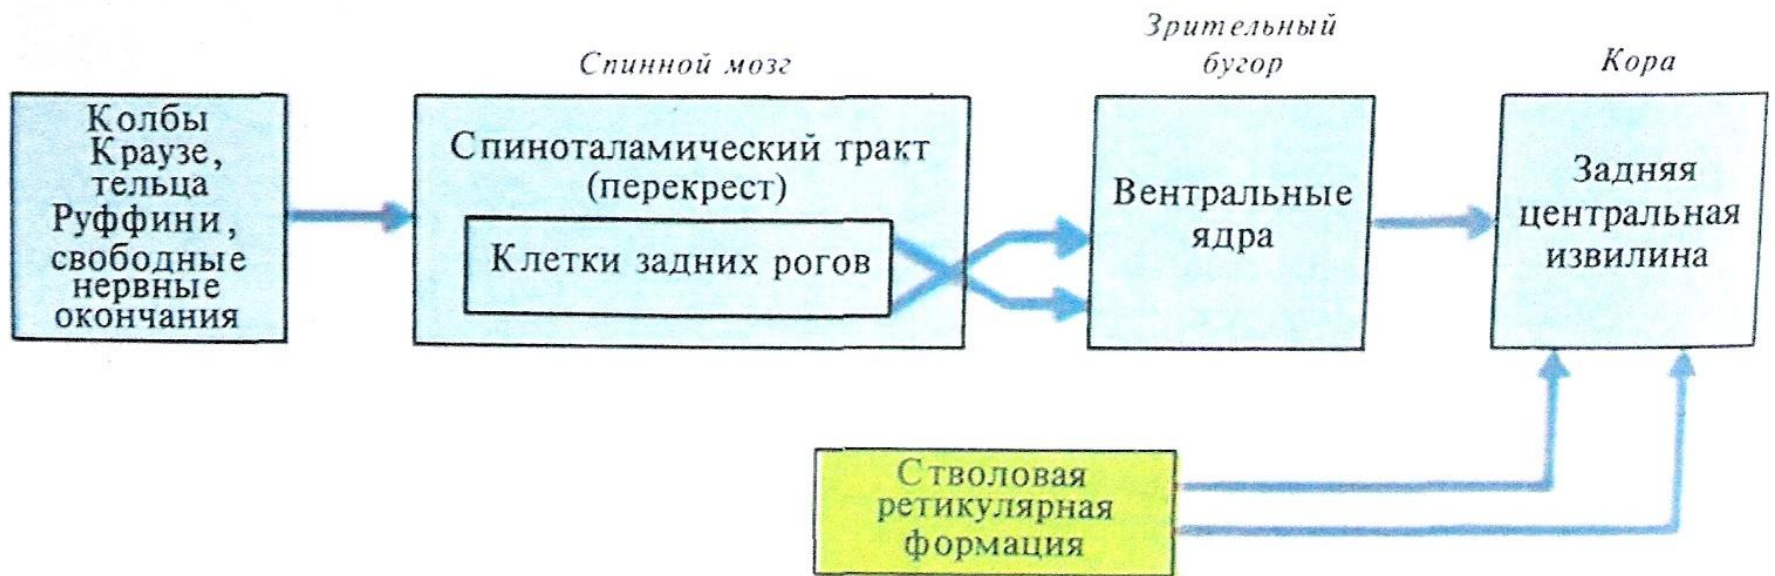 Спинной мозг
Зрительный
бугор
Кора
Колбы
Краузе,
тельца
Руффини,
свободные
нервные
окончания
Спиноталамический тракт
(перекрест)
Клетки задних рогов
Вентральные
ядра
Задняя
центральная
извилина
Стволовая
ретикулярная
формация